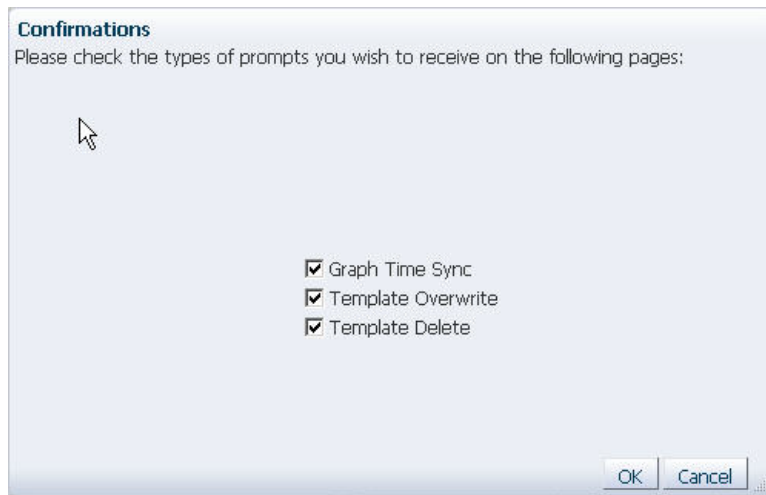 Confirmations
Please check the types of prompts you wish to receive on the following pages:
Graph Time Sync
Template Overwrite
Template Delete
OK Cancel